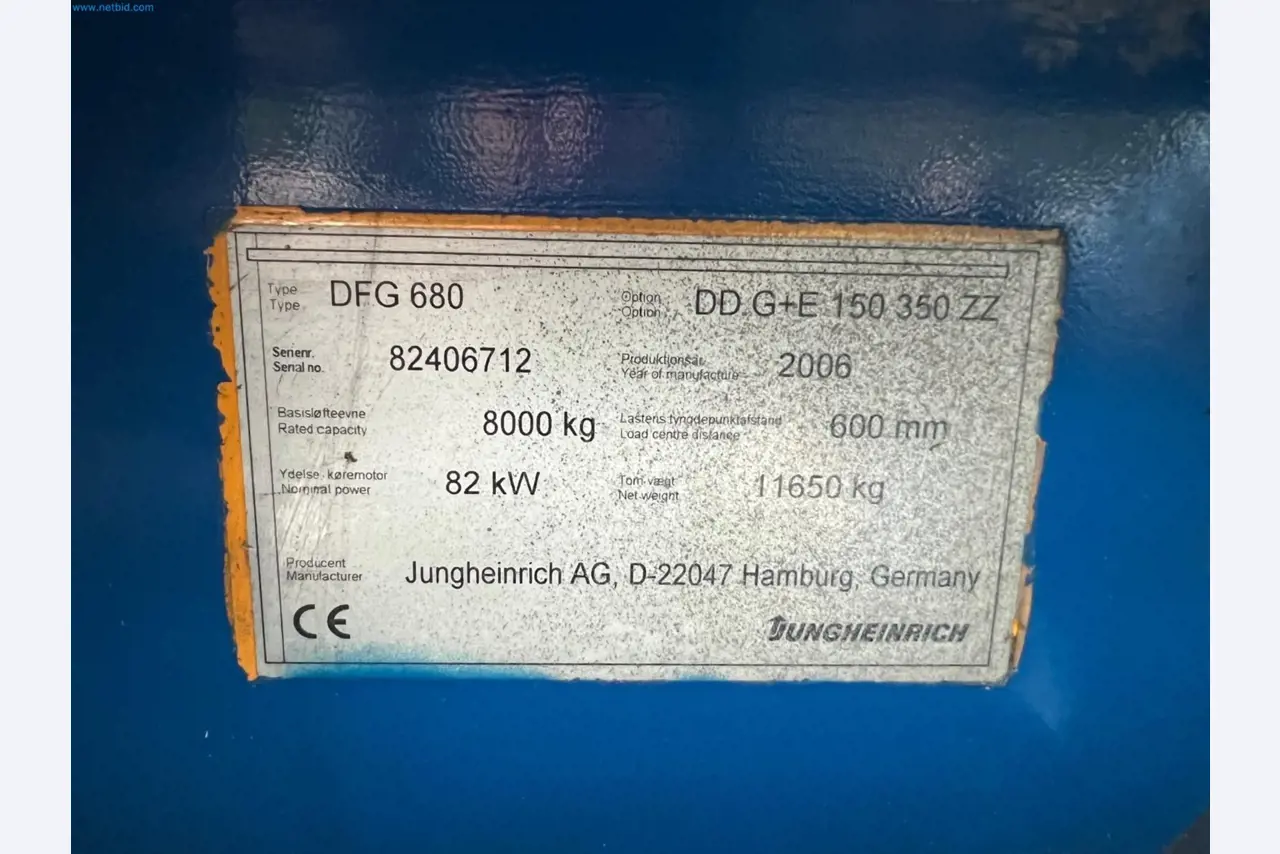 www.netbid.com
Type
Type DFG 680
Option
Option DD G+E 150 350 ZZ
Serienr.
Serial no. 82406712
Produktionsår
Year of manufacture 2006
Basisløfteevne
Rated capacity 8000 kg
Lastens tyngdepunktafstand
Load centre distance 600 mm
Ydelse køremotor
Nominal power 82 kW
Tom vægt
Net weight 11650 kg
Producent
Manufacturer Jungheinrich AG, D-22047 Hamburg, Germany
CE
JUNGHEINRICH